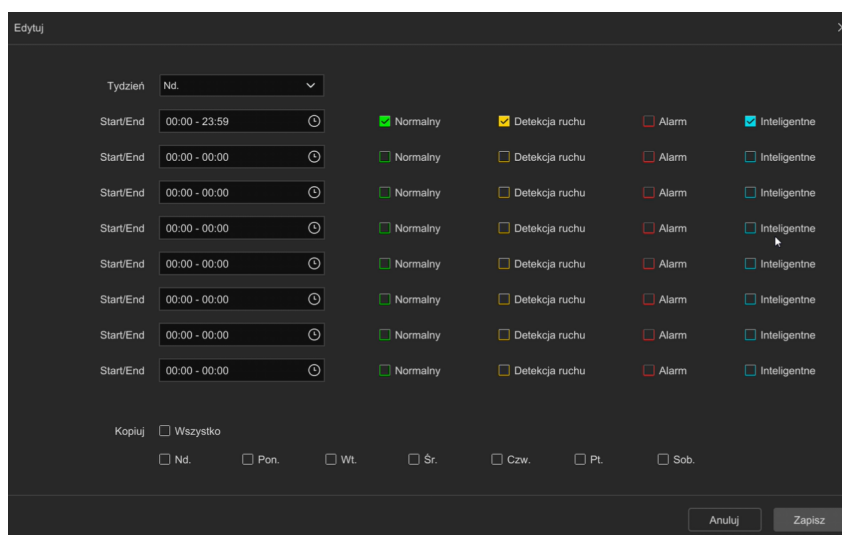 Edytuj
Tydzień Nd.
Start/End 00:00 - 23:59 Normalny Detekcja ruchu Alarm Inteligentne
Start/End 00:00 - 00:00 Normalny Detekcja ruchu Alarm Inteligentne
Start/End 00:00 - 00:00 Normalny Detekcja ruchu Alarm Inteligentne
Start/End 00:00 - 00:00 Normalny Detekcja ruchu Alarm Inteligentne
Start/End 00:00 - 00:00 Normalny Detekcja ruchu Alarm Inteligentne
Start/End 00:00 - 00:00 Normalny Detekcja ruchu Alarm Inteligentne
Start/End 00:00 - 00:00 Normalny Detekcja ruchu Alarm Inteligentne
Start/End 00:00 - 00:00 Normalny Detekcja ruchu Alarm Inteligentne
Kopiuj Wszystko
Nd. Pon. Wt. Śr. Czw. Pt. Sob.
Anuluj Zapisz